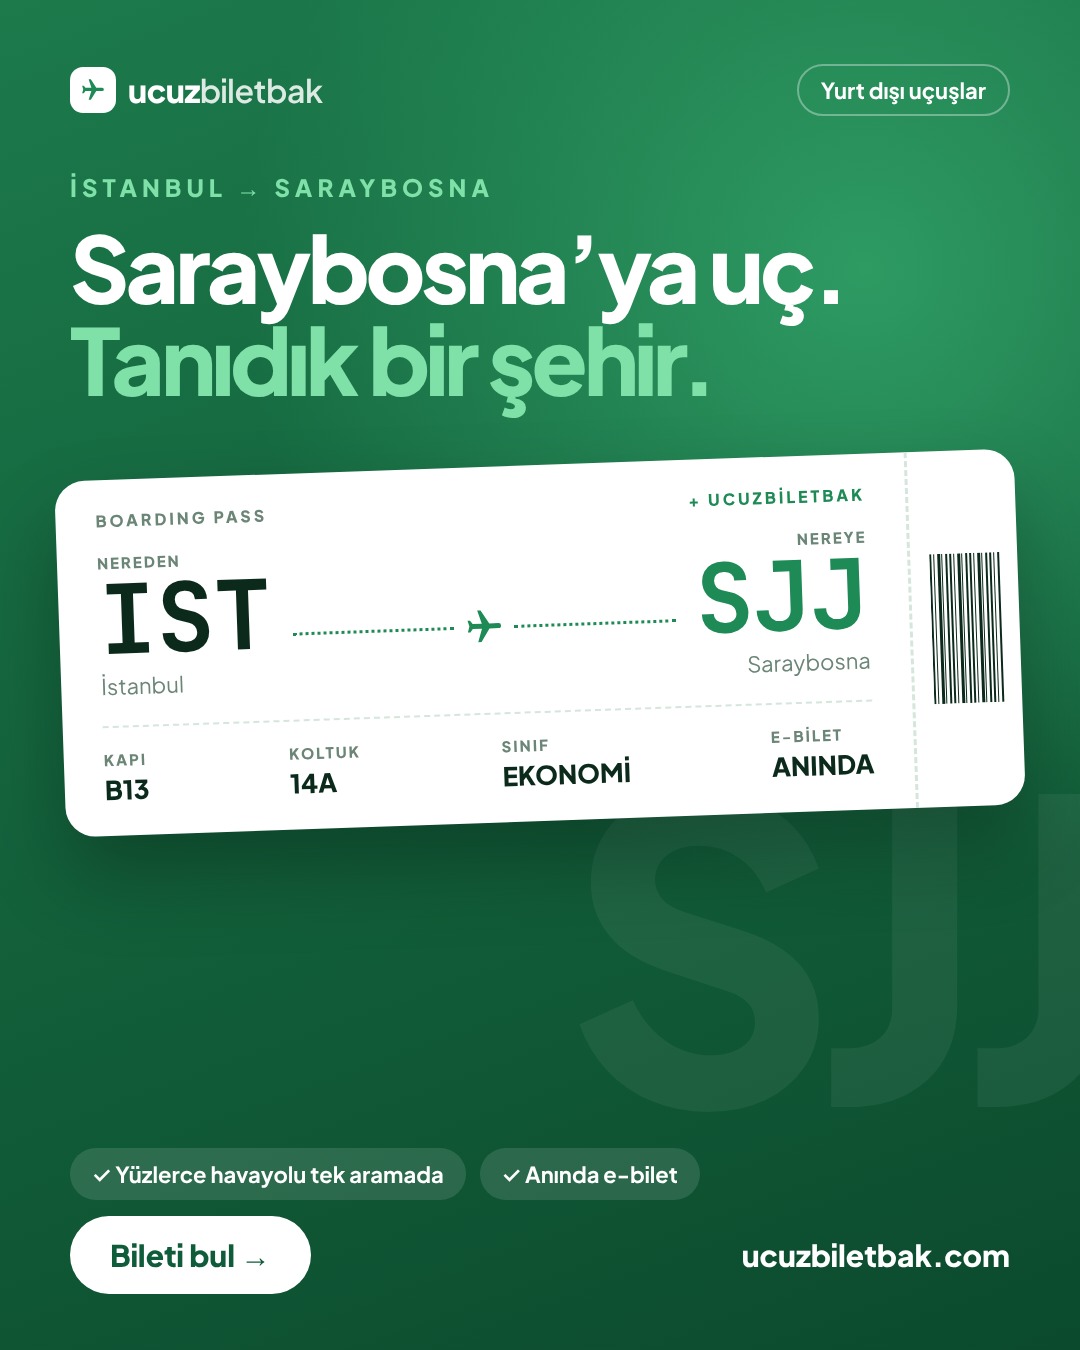 ucuzbiletbak
Yurt dışı uçuşlar
İSTANBUL → SARAYBOSNA
Saraybosna’ya uç.
Tanıdık bir şehir.
BOARDING PASS
+ UCUZBİLETBAK
NEREDEN
NEREYE
IST
SJJ
İstanbul
Saraybosna
KAPI
KOLTUK
SINIF
E-BİLET
B13
14A
EKONOMİ
ANINDA
SJJ
✓ Yüzlerce havayolu tek aramada
✓ Anında e-bilet
Bileti bul →
ucuzbiletbak.com